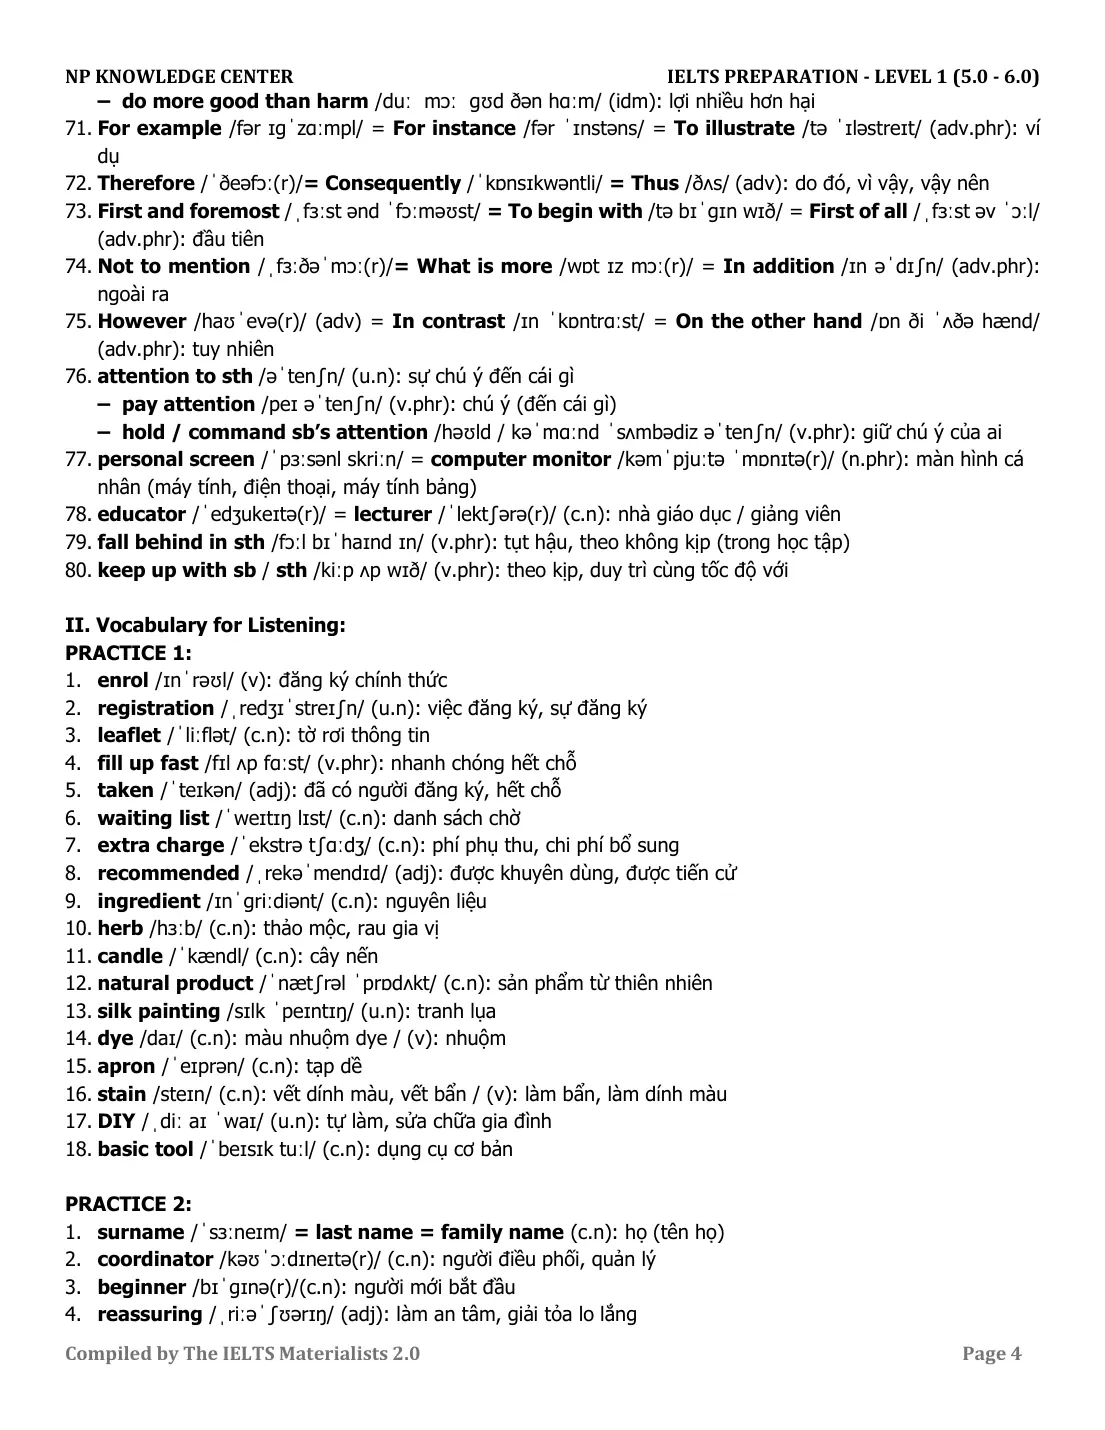 NP KNOWLEDGE CENTER IELTS PREPARATION - LEVEL 1 (5.0 - 6.0)
– do more good than harm /duː mɔː ɡʊd ðən hɑːm/ (idm): lợi nhiều hơn hại
71. For example /fər ɪɡˈzɑːmpl/ = For instance /fər ˈɪnstəns/ = To illustrate /tə ˈɪləstreɪt/ (adv.phr): ví
dụ
72. Therefore /ˈðeəfɔː(r)/= Consequently /ˈkɒnsɪkwəntli/ = Thus /ðʌs/ (adv): do đó, vì vậy, vậy nên
73. First and foremost /ˌfɜːst ənd ˈfɔːməʊst/ = To begin with /tə bɪˈɡɪn wɪð/ = First of all /ˌfɜːst əv ˈɔːl/
(adv.phr): đầu tiên
74. Not to mention /ˌfɜːðəˈmɔː(r)/= What is more /wɒt ɪz mɔː(r)/ = In addition /ɪn əˈdɪʃn/ (adv.phr):
ngoài ra
75. However /haʊˈevə(r)/ (adv) = In contrast /ɪn ˈkɒntrɑːst/ = On the other hand /ɒn ði ˈʌðə hænd/
(adv.phr): tuy nhiên
76. attention to sth /əˈtenʃn/ (u.n): sự chú ý đến cái gì
– pay attention /peɪ əˈtenʃn/ (v.phr): chú ý (đến cái gì)
– hold / command sb’s attention /həʊld / kəˈmɑːnd ˈsʌmbədiz əˈtenʃn/ (v.phr): giữ chú ý của ai
77. personal screen /ˈpɜːsənl skriːn/ = computer monitor /kəmˈpjuːtə ˈmɒnɪtə(r)/ (n.phr): màn hình cá
nhân (máy tính, điện thoại, máy tính bảng)
78. educator /ˈedʒukeɪtə(r)/ = lecturer /ˈlektʃərə(r)/ (c.n): nhà giáo dục / giảng viên
79. fall behind in sth /fɔːl bɪˈhaɪnd ɪn/ (v.phr): tụt hậu, theo không kịp (trong học tập)
80. keep up with sb / sth /kiːp ʌp wɪð/ (v.phr): theo kịp, duy trì cùng tốc độ với
II. Vocabulary for Listening:
PRACTICE 1:
1. enrol /ɪnˈrəʊl/ (v): đăng ký chính thức
2. registration /ˌredʒɪˈstreɪʃn/ (u.n): việc đăng ký, sự đăng ký
3. leaflet /ˈliːflət/ (c.n): tờ rơi thông tin
4. fill up fast /fɪl ʌp fɑːst/ (v.phr): nhanh chóng hết chỗ
5. taken /ˈteɪkən/ (adj): đã có người đăng ký, hết chỗ
6. waiting list /ˈweɪtɪŋ lɪst/ (c.n): danh sách chờ
7. extra charge /ˈekstrə tʃɑːdʒ/ (c.n): phí phụ thu, chi phí bổ sung
8. recommended /ˌrekəˈmendɪd/ (adj): được khuyên dùng, được tiến cử
9. ingredient /ɪnˈɡriːdiənt/ (c.n): nguyên liệu
10. herb /hɜːb/ (c.n): thảo mộc, rau gia vị
11. candle /ˈkændl/ (c.n): cây nến
12. natural product /ˈnætʃrəl ˈprɒdʌkt/ (c.n): sản phẩm từ thiên nhiên
13. silk painting /sɪlk ˈpeɪntɪŋ/ (u.n): tranh lụa
14. dye /daɪ/ (c.n): màu nhuộm dye / (v): nhuộm
15. apron /ˈeɪprən/ (c.n): tạp dề
16. stain /steɪn/ (c.n): vết dính màu, vết bẩn / (v): làm bẩn, làm dính màu
17. DIY /ˌdiː aɪ ˈwaɪ/ (u.n): tự làm, sửa chữa gia đình
18. basic tool /ˈbeɪsɪk tuːl/ (c.n): dụng cụ cơ bản
PRACTICE 2:
1. surname /ˈsɜːneɪm/ = last name = family name (c.n): họ (tên họ)
2. coordinator /kəʊˈɔːdɪneɪtə(r)/ (c.n): người điều phối, quản lý
3. beginner /bɪˈɡɪnə(r)/(c.n): người mới bắt đầu
4. reassuring /ˌriːəˈʃʊərɪŋ/ (adj): làm an tâm, giải tỏa lo lắng
Compiled by The IELTS Materialists 2.0 Page 4